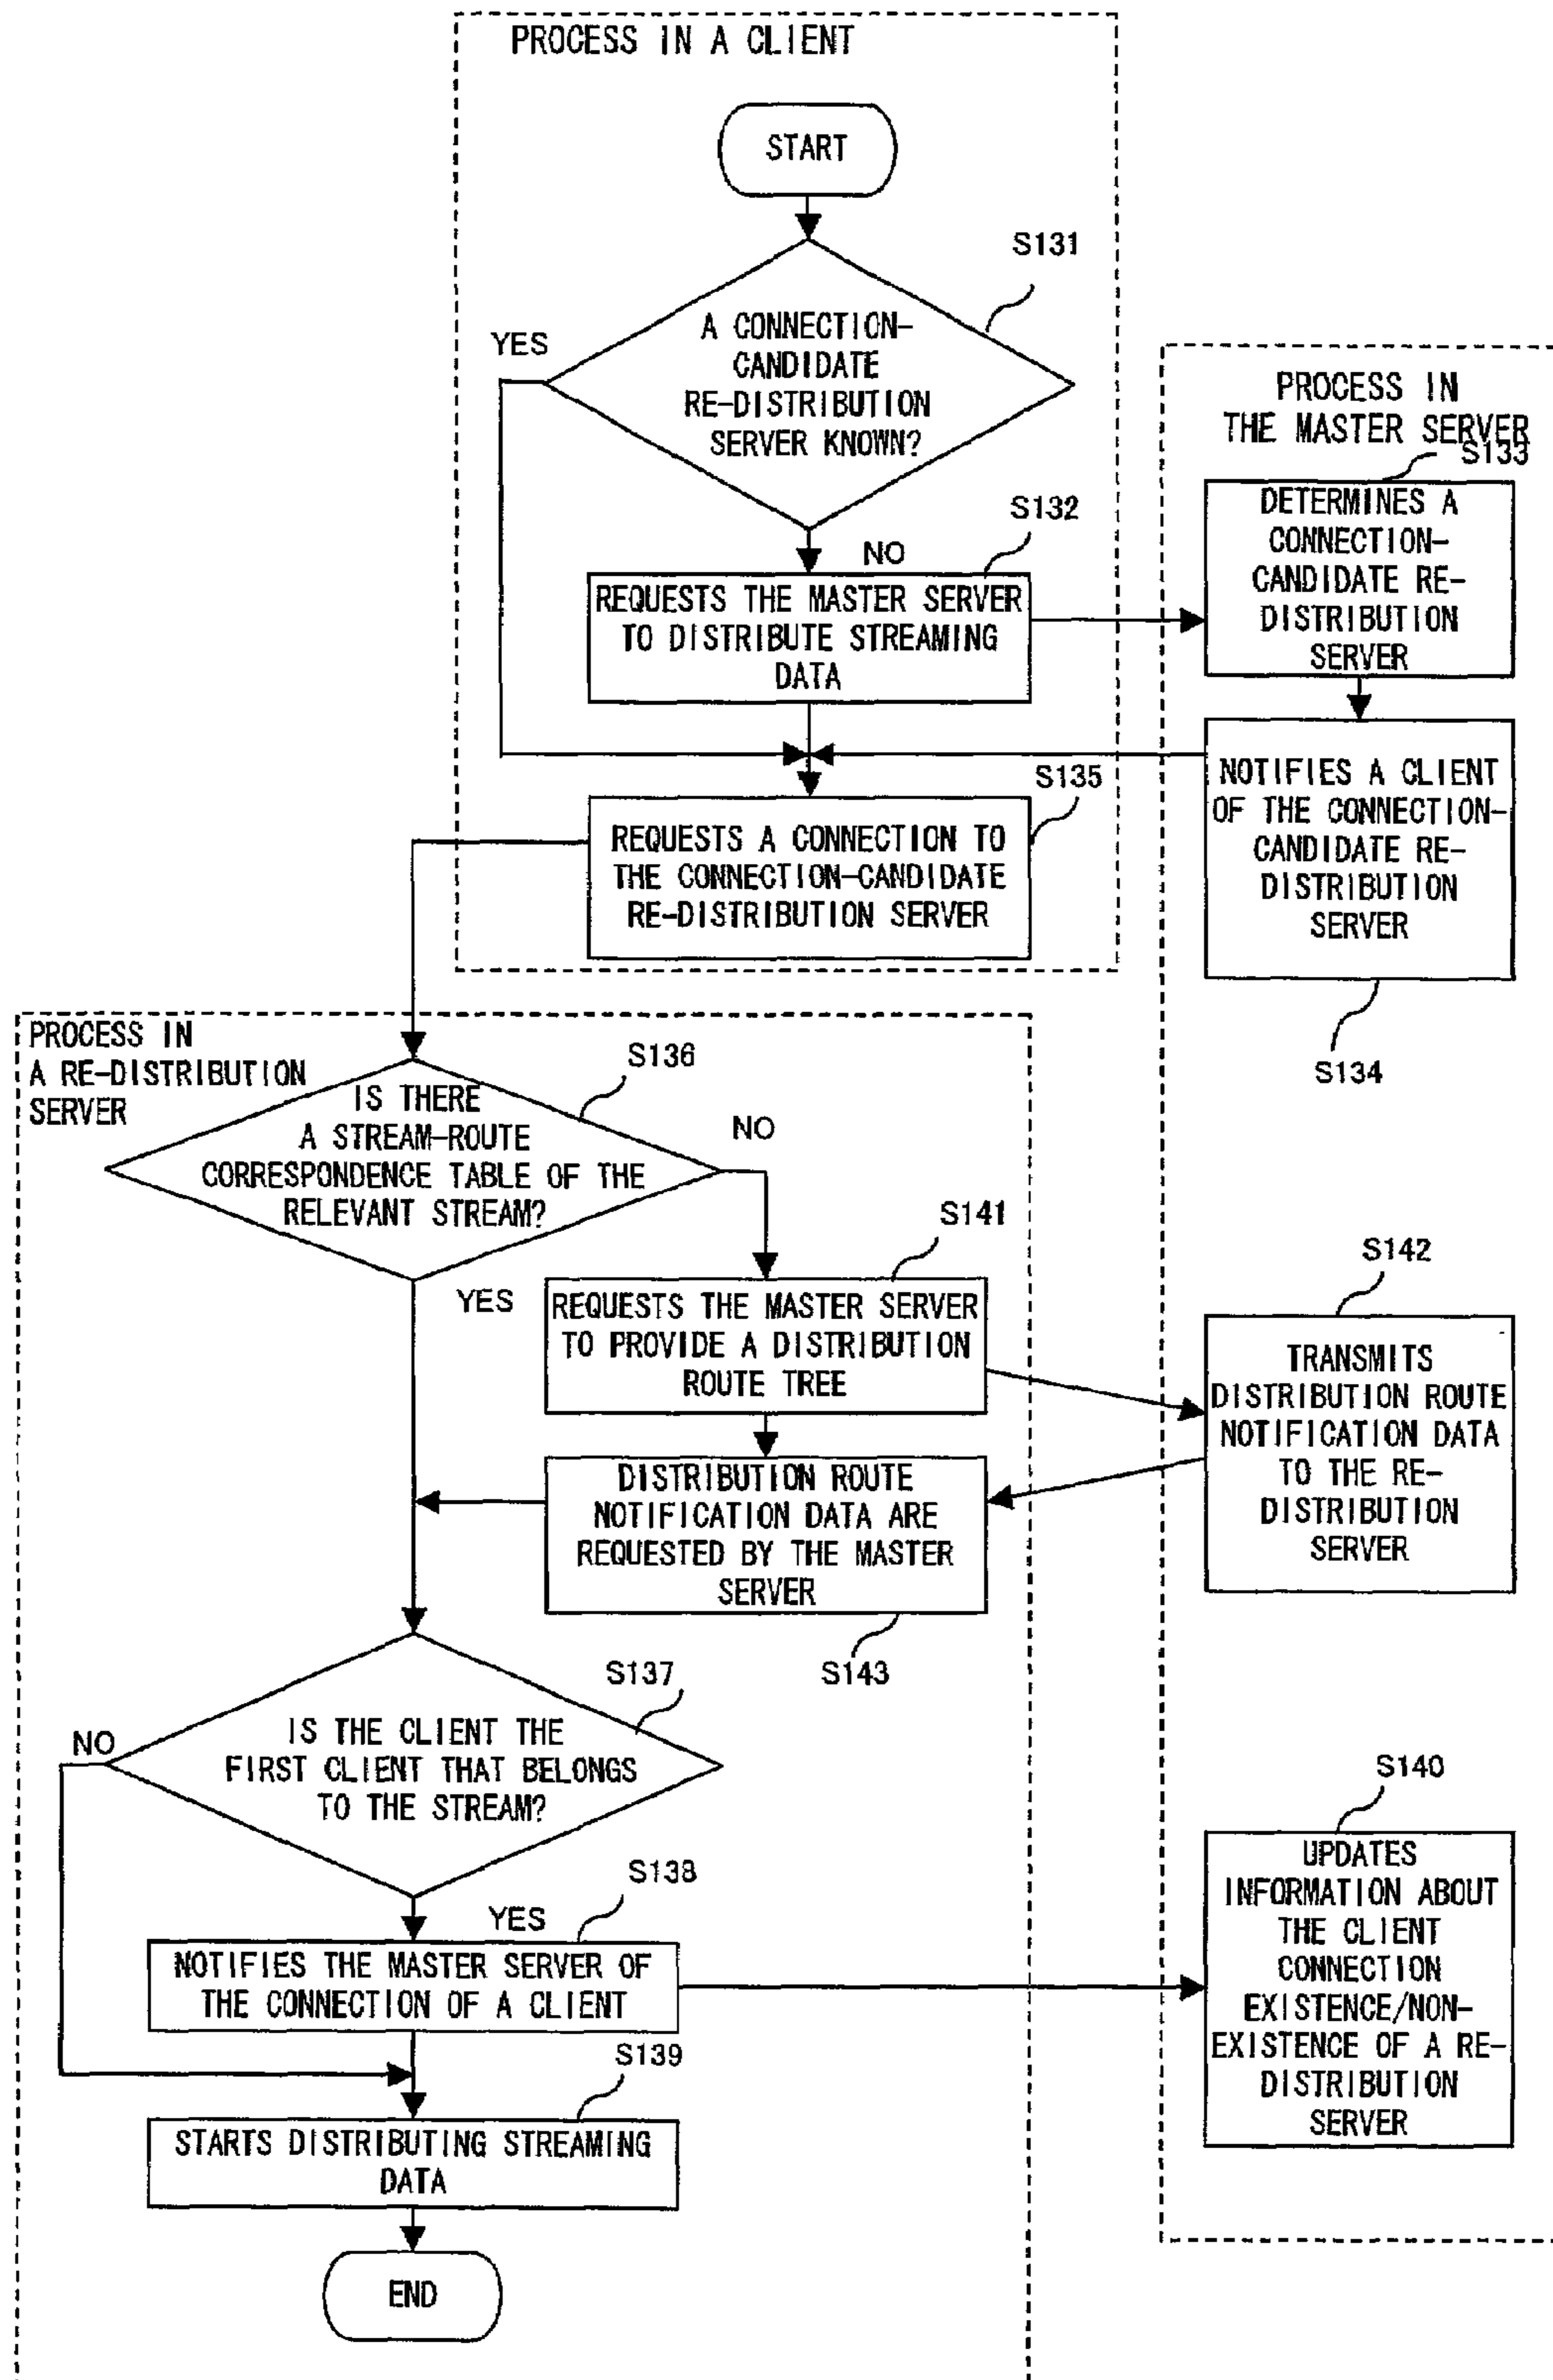 PROCESS IN A CLIENT
START
S131
A CONNECTION-
CANDIDATE
RE-DISTRIBUTION
SERVER KNOWN?
YES
NO
S132
REQUESTS THE MASTER SERVER
TO DISTRIBUTE STREAMING
DATA
PROCESS IN
THE MASTER SERVER
S133
DETERMINES A
CONNECTION-
CANDIDATE RE-
DISTRIBUTION
SERVER
NOTIFIES A CLIENT
OF THE CONNECTION-
CANDIDATE RE-
DISTRIBUTION
SERVER
S134
S135
REQUESTS A CONNECTION TO
THE CONNECTION-CANDIDATE
RE-DISTRIBUTION SERVER
PROCESS IN
A RE-DISTRIBUTION
SERVER
S136
IS THERE
A STREAM-ROUTE
CORRESPONDENCE TABLE OF THE
RELEVANT STREAM?
NO
YES
S141
REQUESTS THE MASTER SERVER
TO PROVIDE A DISTRIBUTION
ROUTE TREE
S142
TRANSMITS
DISTRIBUTION ROUTE
NOTIFICATION DATA
TO THE RE-
DISTRIBUTION
SERVER
DISTRIBUTION ROUTE
NOTIFICATION DATA ARE
REQUESTED BY THE MASTER
SERVER
S143
S137
IS THE CLIENT THE
FIRST CLIENT THAT BELONGS
TO THE STREAM?
NO
YES
S138
NOTIFIES THE MASTER SERVER OF
THE CONNECTION OF A CLIENT
S140
UPDATES
INFORMATION ABOUT
THE CLIENT
CONNECTION
EXISTENCE/NON-
EXISTENCE OF A RE-
DISTRIBUTION
SERVER
S139
STARTS DISTRIBUTING STREAMING
DATA
END